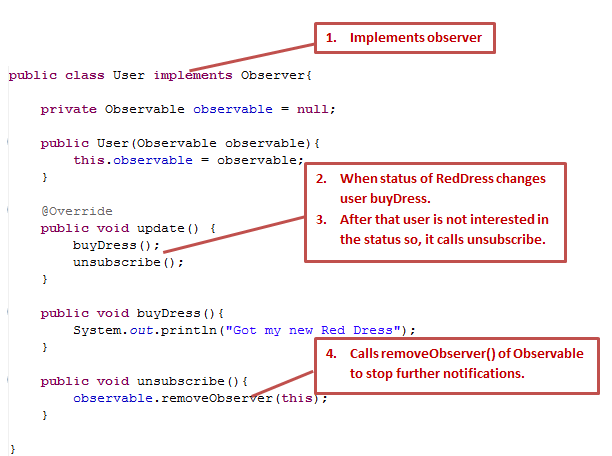 1. Implements observer
public class User implements Observer{
private Observable observable = null;
public User(Observable observable){
this.observable = observable;
}
2. When status of RedDress changes
user buyDress.
3. After that user is not interested in
the status so, it calls unsubscribe.
@Override
public void update() {
buyDress();
unsubscribe();
}
public void buyDress(){
System.out.println("Got my new Red Dress");
}
4. Calls removeObserver() of Observable
to stop further notifications.
public void unsubscribe(){
observable.removeObserver(this);
}
}